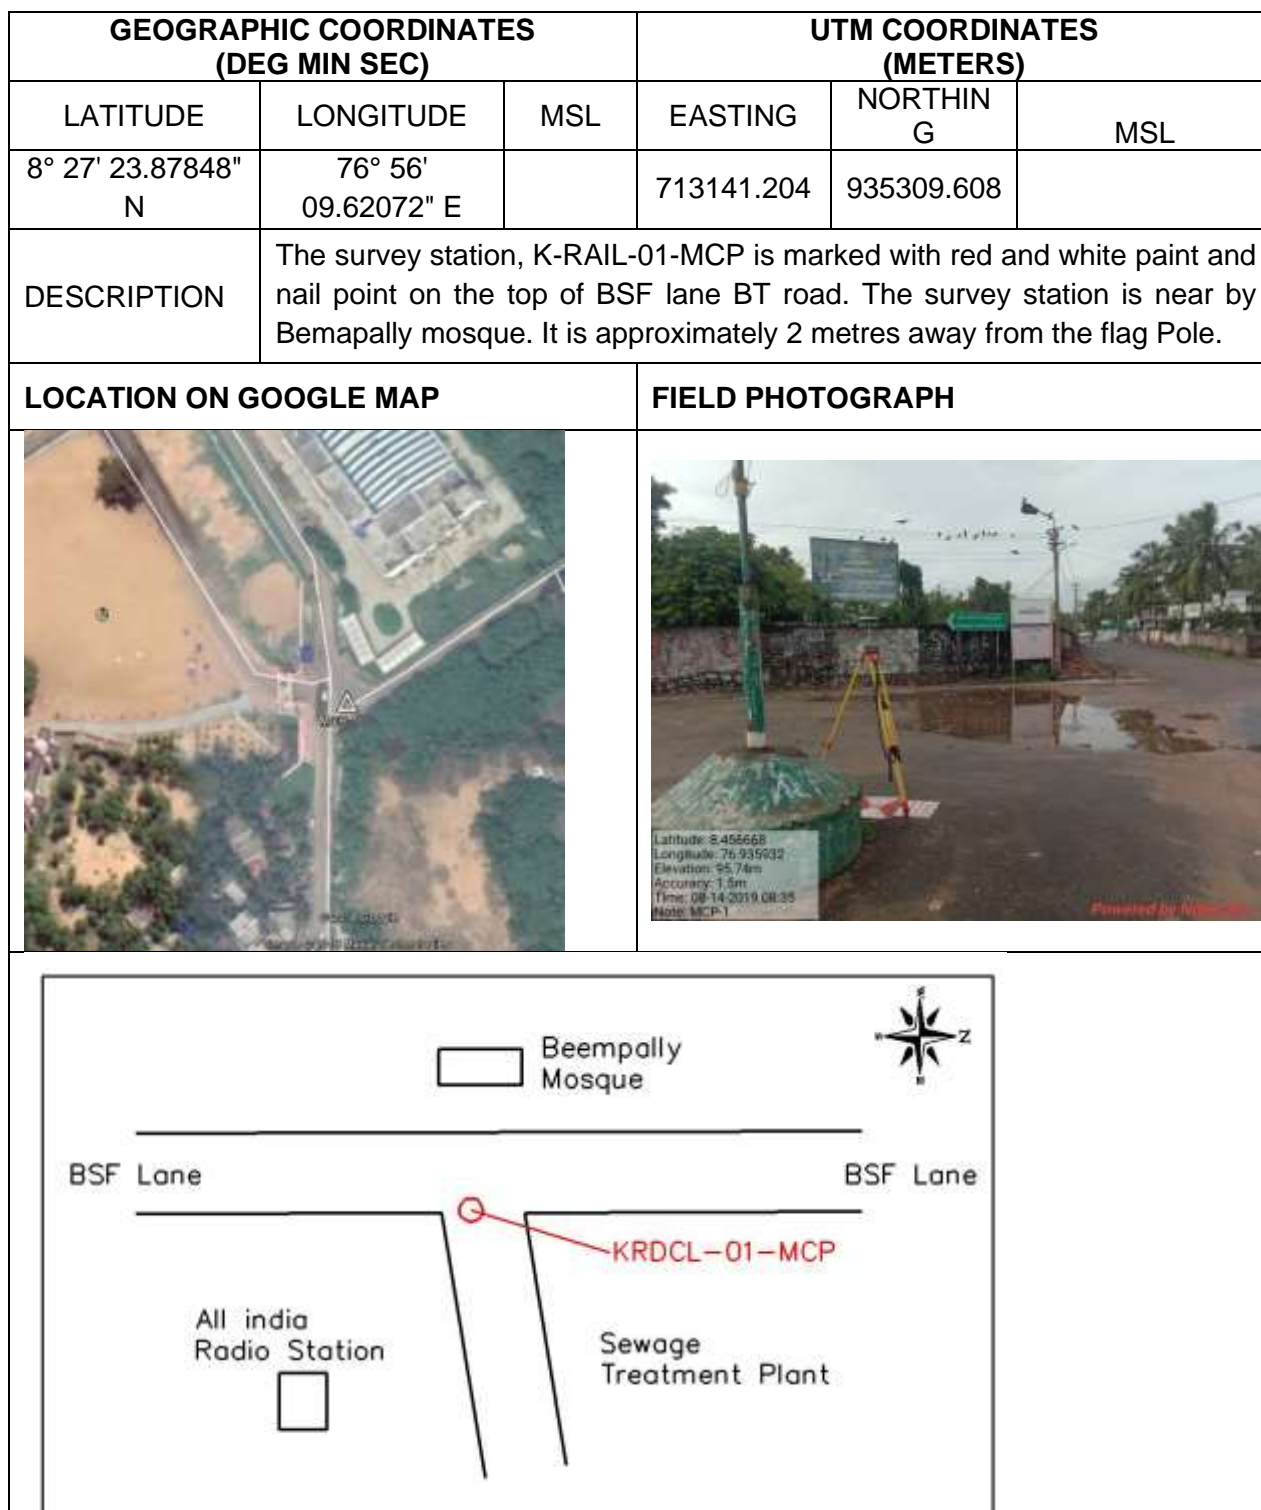 GEOGRAPHIC COORDINATES
(DEG MIN SEC)
UTM COORDINATES
(METERS)
LATITUDE
LONGITUDE
MSL
EASTING
NORTHIN
G
MSL
8° 27' 23.87848"
N
76° 56'
09.62072" E
713141.204
935309.608
DESCRIPTION
The survey station, K-RAIL-01-MCP is marked with red and white paint and
nail point on the top of BSF lane BT road. The survey station is near by
Bemapally mosque. It is approximately 2 metres away from the flag Pole.
LOCATION ON GOOGLE MAP
FIELD PHOTOGRAPH
Latitude: 8.456668
Longitude: 76.935932
Elevation: 95.74m
Accuracy: 1.5m
Time: 08-14-2019 08:35
Note: MCP-1
Powered by
Beempally
Mosque
Z
BSF Lane
BSF Lane
KRDCL-01-MCP
All india
Radio Station
Sewage
Treatment Plant